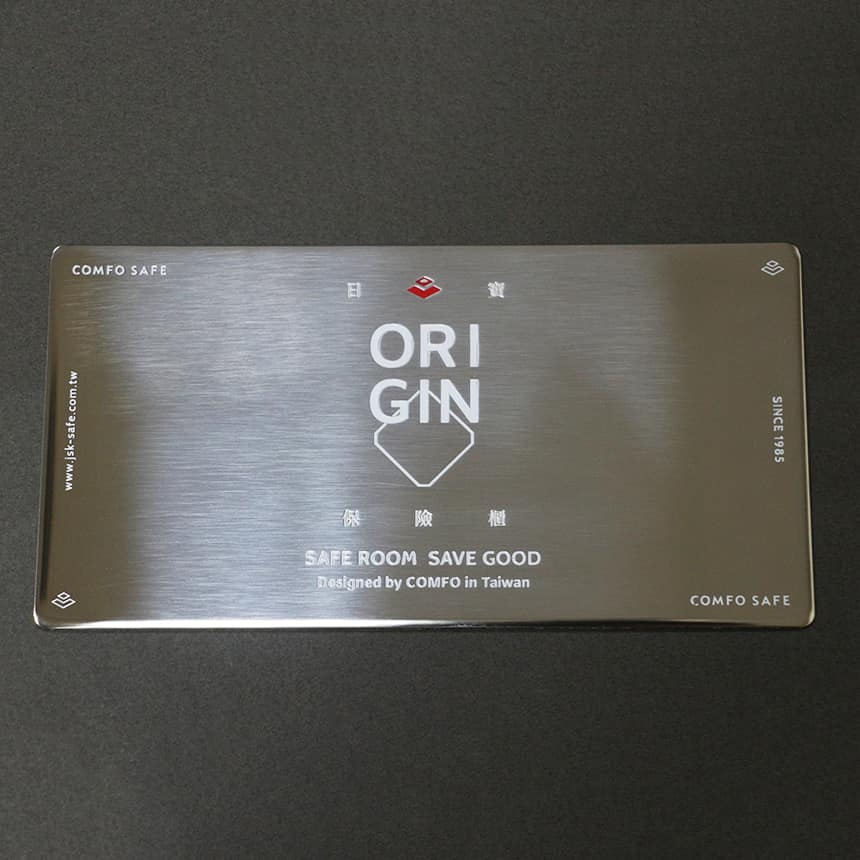 COMFO SAFE
日 寶
ORI
GIN
www.jsk-safe.com.tw
SINCE 1985
保 險 櫃
SAFE ROOM SAVE GOOD
Designed by COMFO in Taiwan
COMFO SAFE